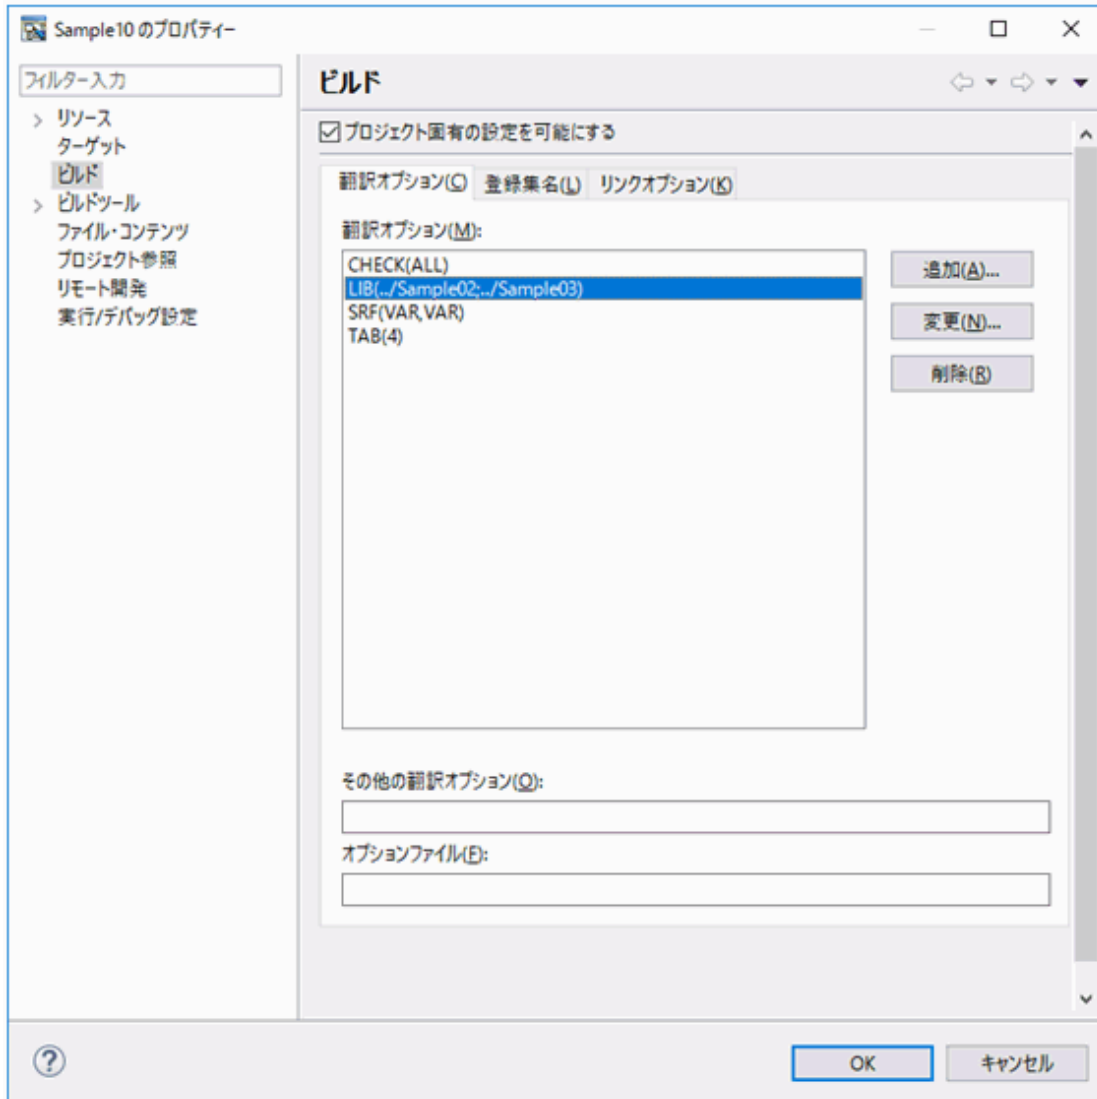 Sample10 のプロパティー
フィルター入力
リソース
ターゲット
ビルド
ビルドツール
ファイル・コンテンツ
プロジェクト参照
リモート開発
実行/デバッグ設定
ビルド
プロジェクト固有の設定を可能にする
翻訳オプション(C) 登録集名(L) リンクオプション(K)
翻訳オプション(M):
CHECK(ALL)
LIB(../Sample02;../Sample03)
SRF(VAR,VAR)
TAB(4)
追加(A)...
変更(N)...
削除(R)
その他の翻訳オプション(O):
オプションファイル(F):
OK キャンセル